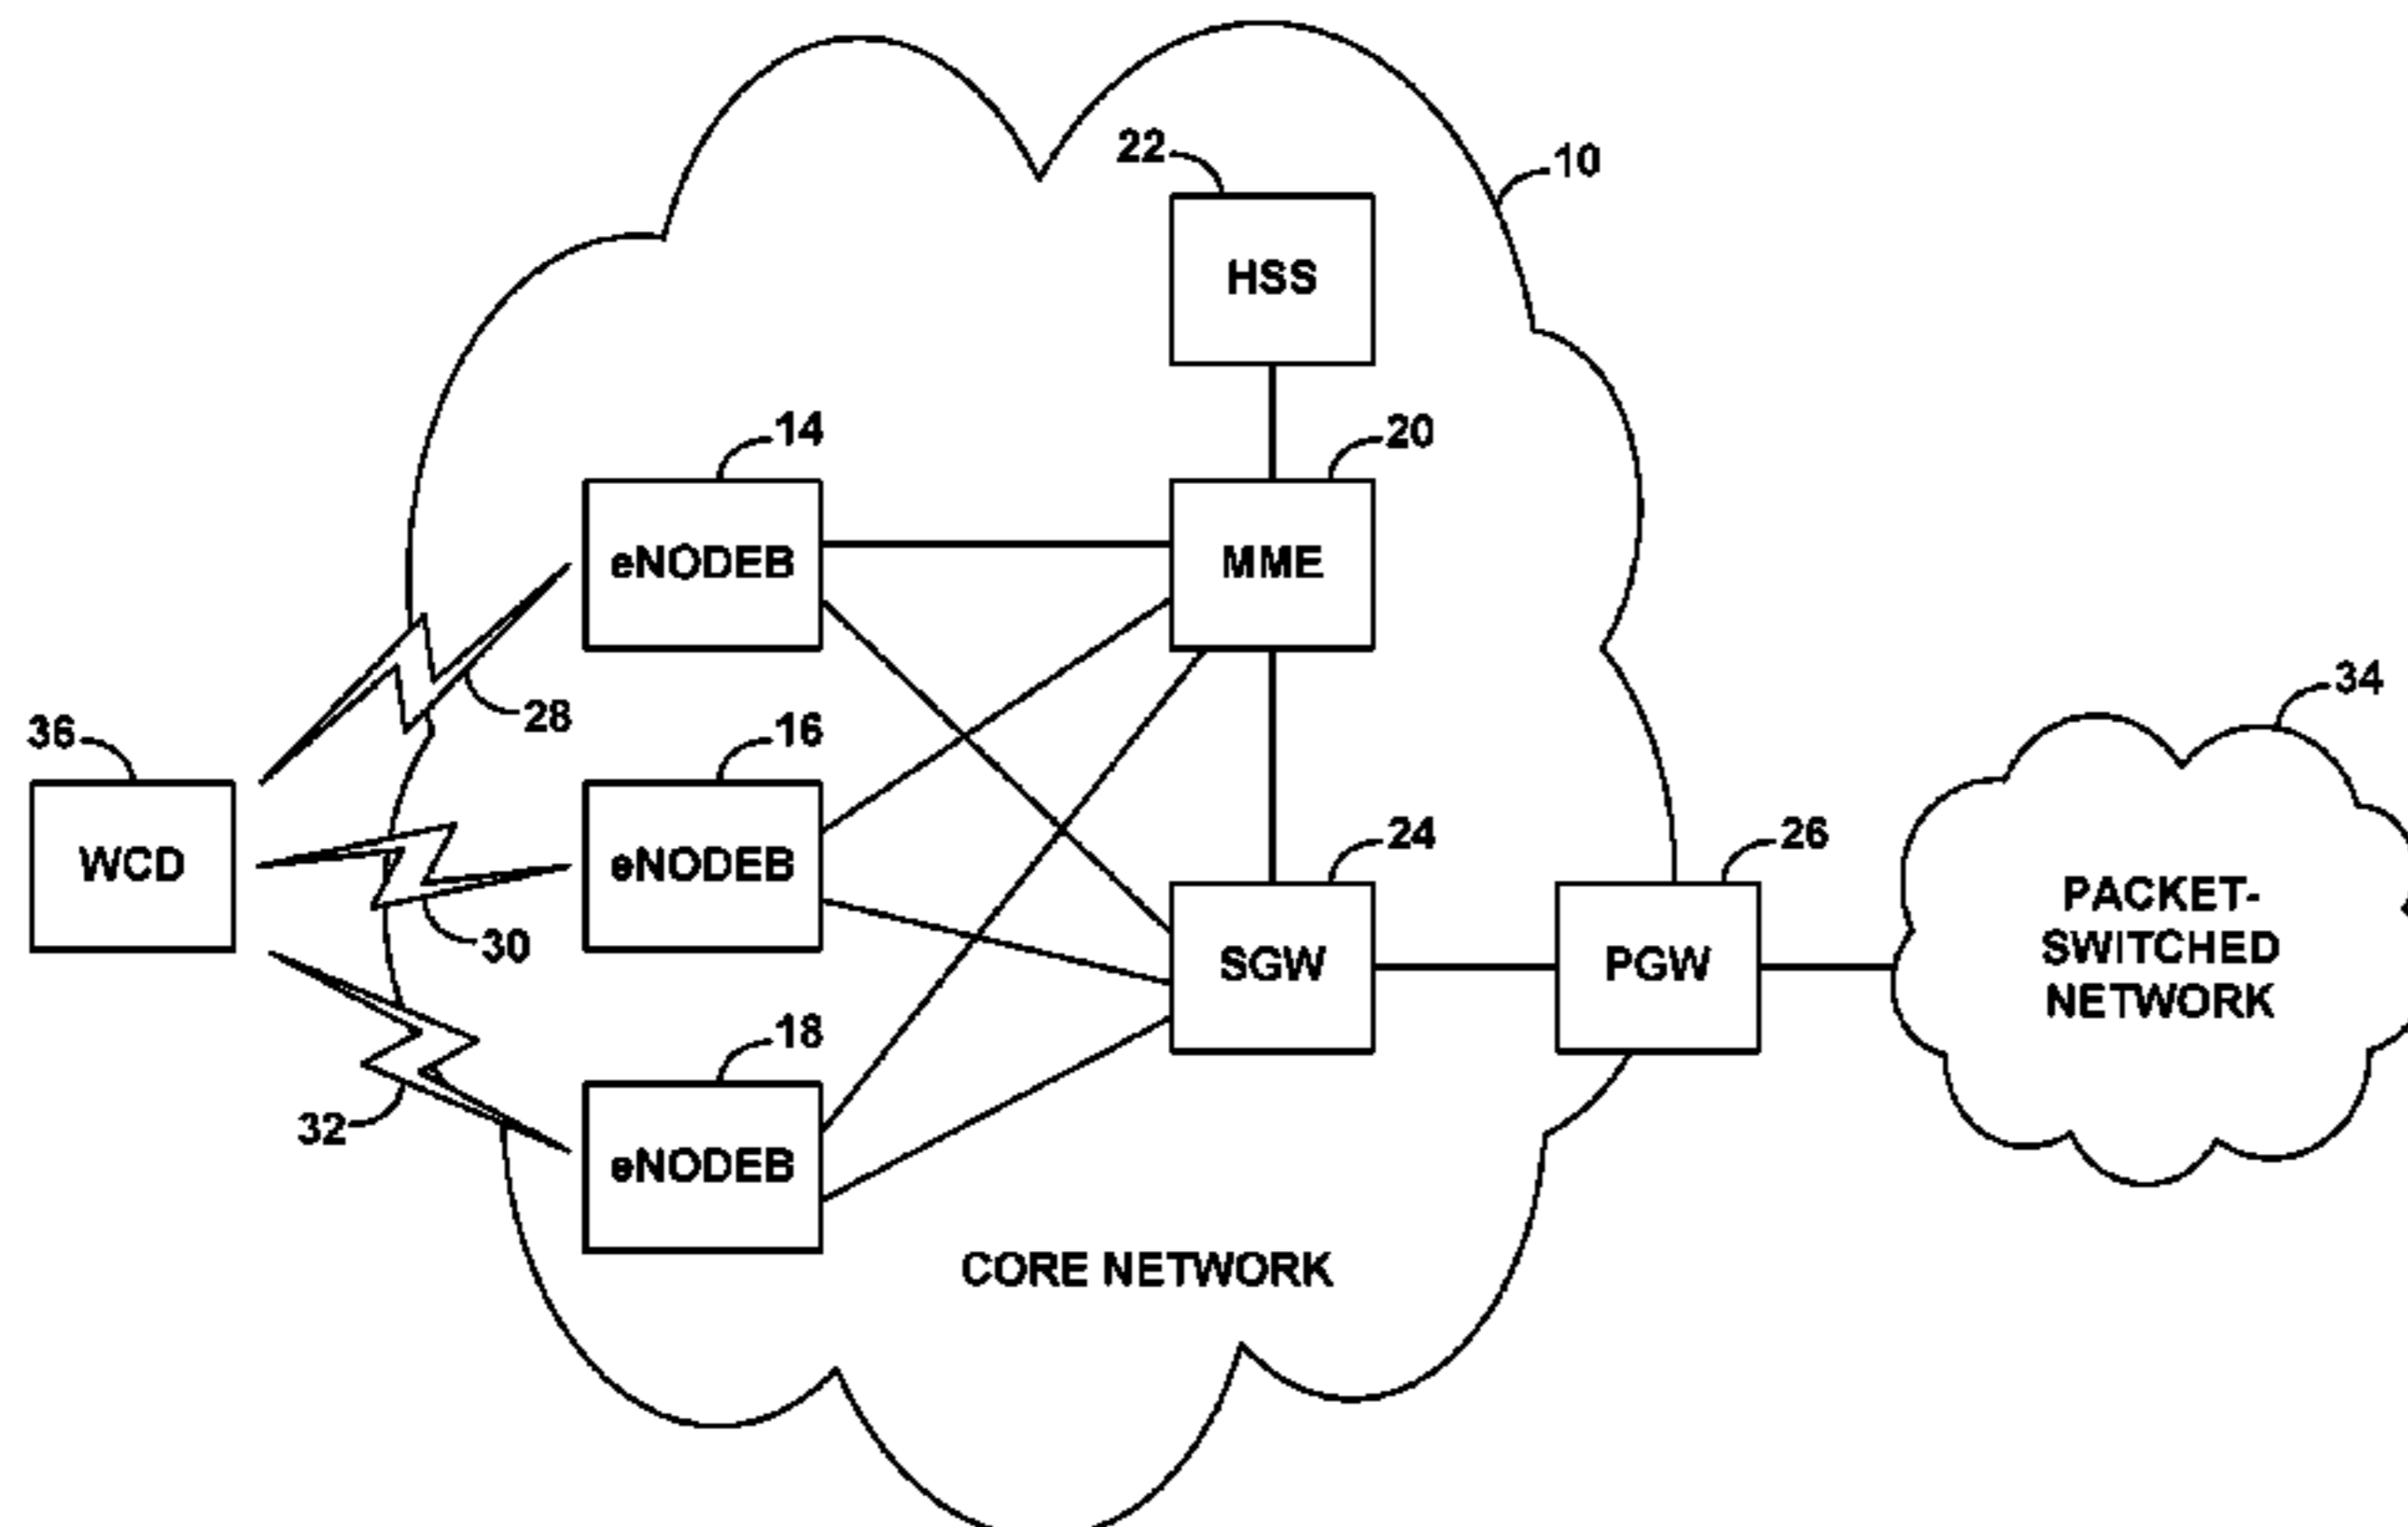 22
10
HSS
14
20
eNODEB
MME
34
28
36
16
24
26
WCD
eNODEB
PACKET-
SWITCHED
NETWORK
30
SGW
PGW
18
32
eNODEB
CORE NETWORK